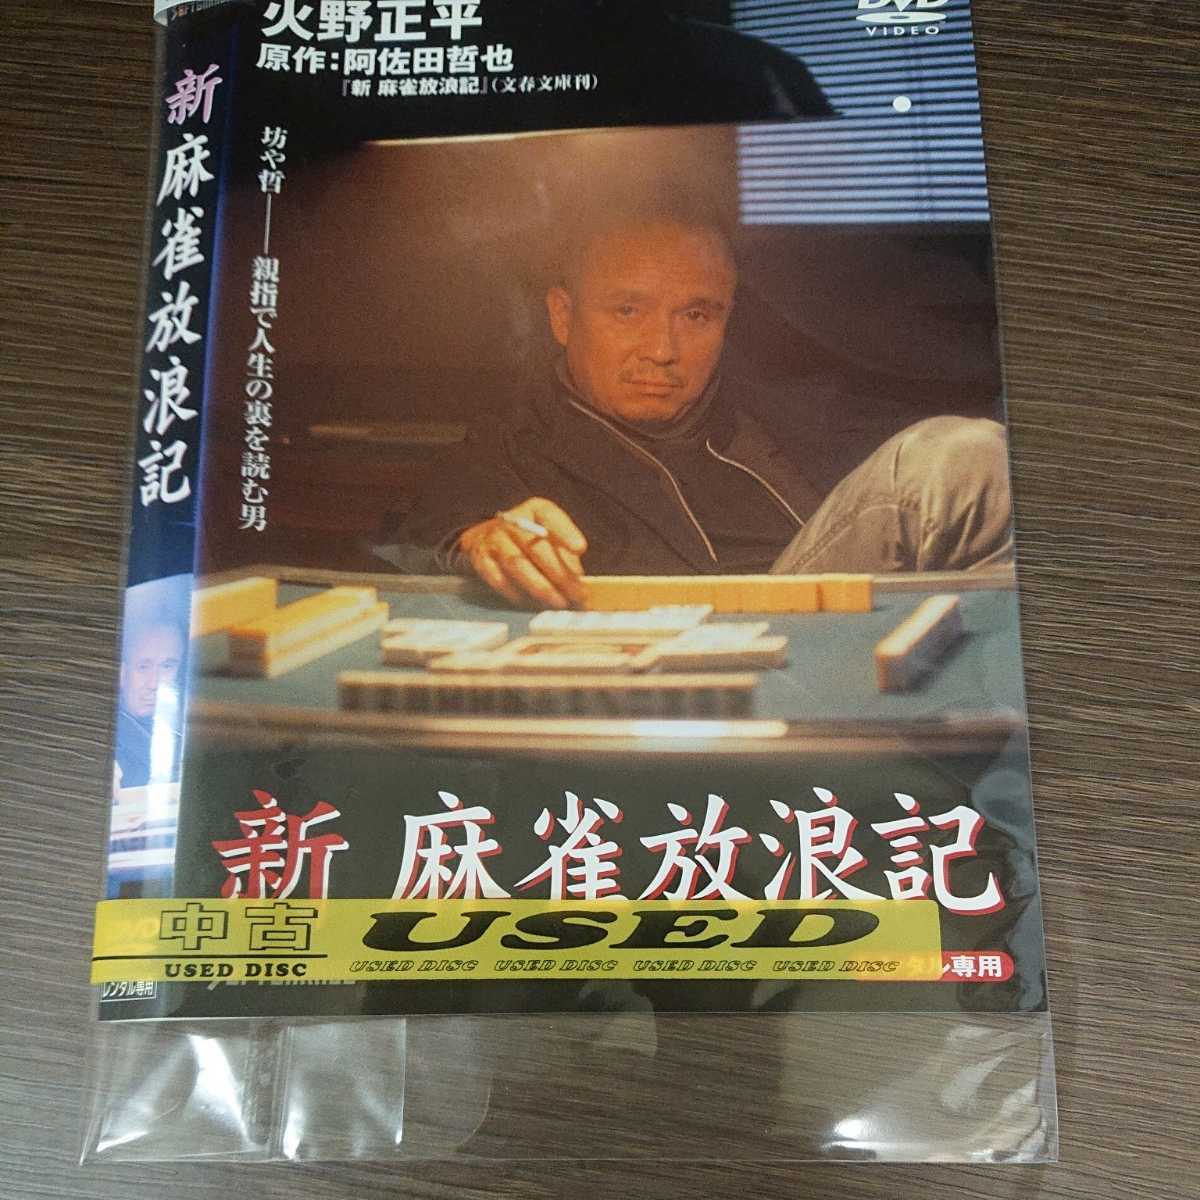 火野正平
原作:阿佐田哲也
『新 麻雀放浪記』(文春文庫刊)
DVD
VIDEO
新 麻雀放浪記
坊や哲――親指で人生の裏を読む男
新 麻雀放浪記
中古
USED DISC
USED
USED DISC USED DISC USED DISC USED DISC
タル専用
レンタル専用